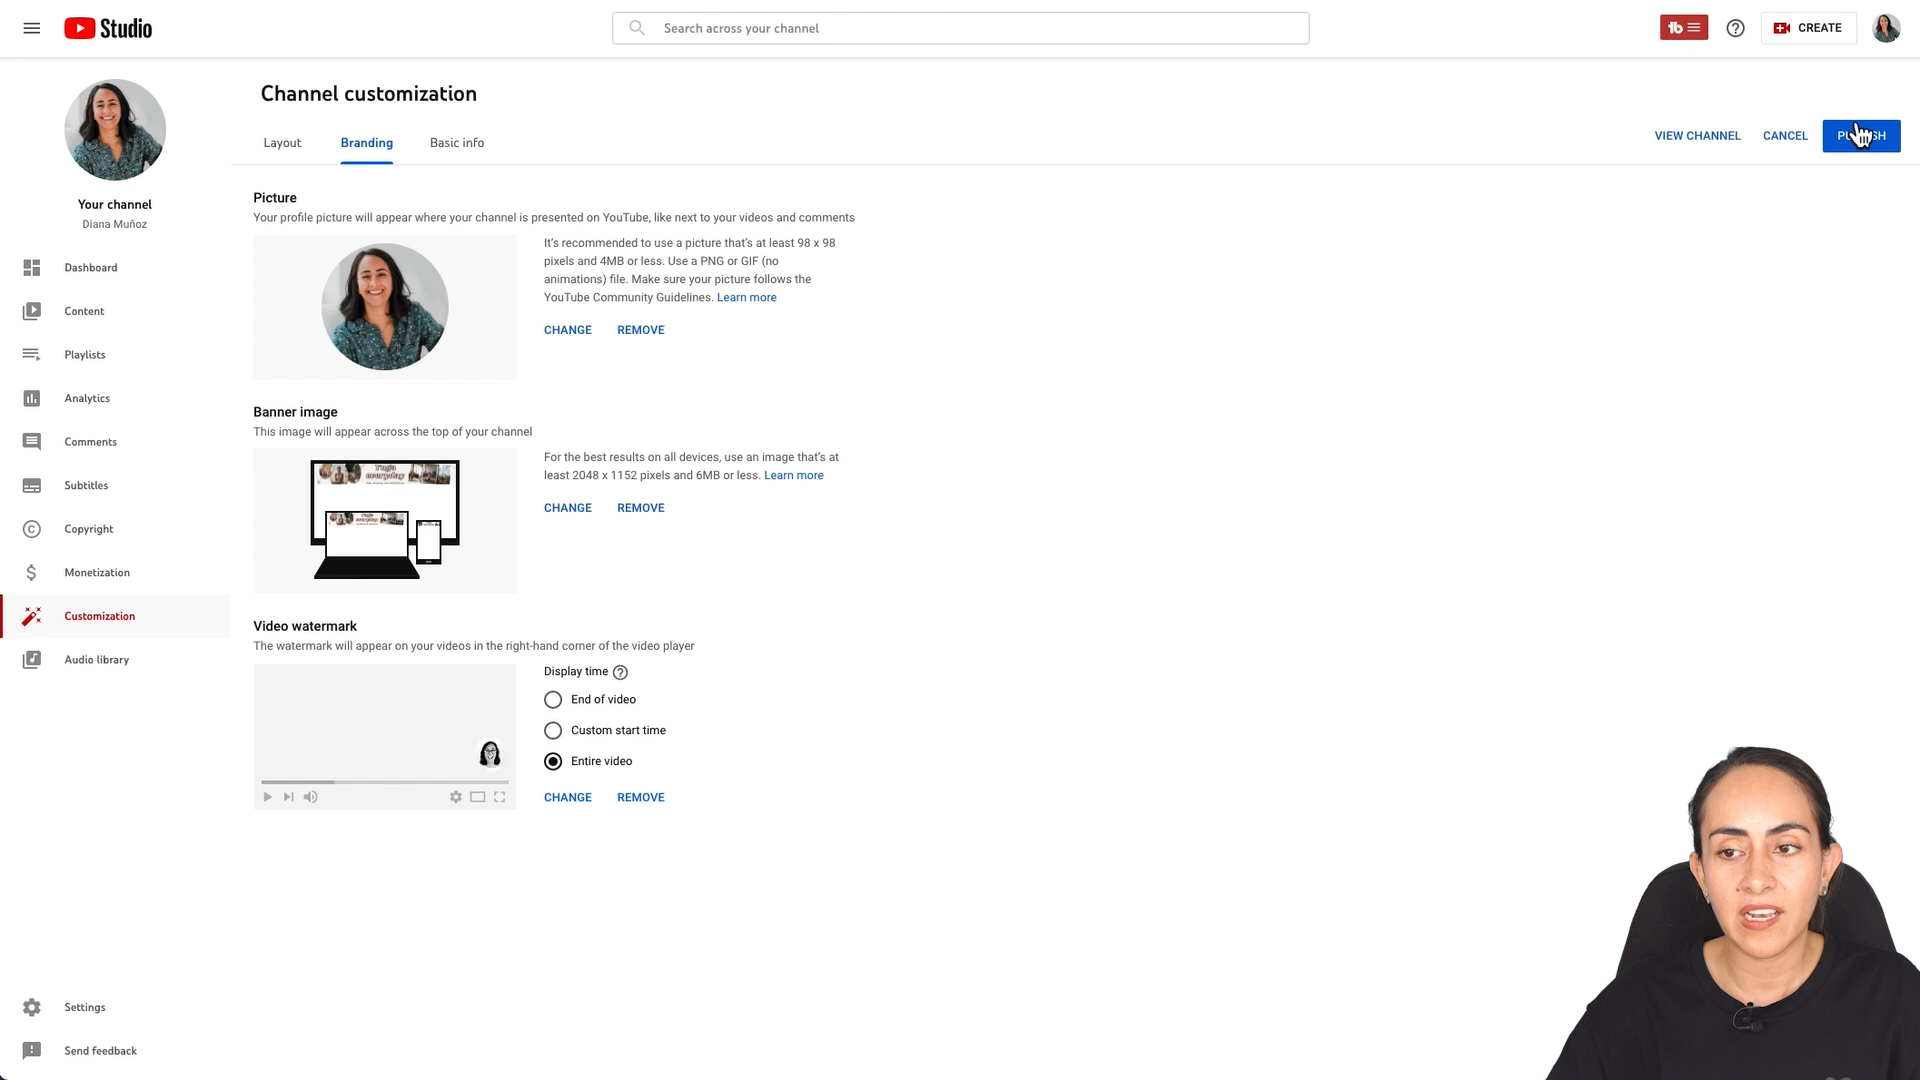 Studio
Search across your channel
CREATE
Your channel
Diana Muñoz
Dashboard
Content
Playlists
Analytics
Comments
Subtitles
Copyright
Monetization
Customization
Audio library
Settings
Send feedback
Channel customization
Layout
Branding
Basic info
VIEW CHANNEL
CANCEL
Picture
Your profile picture will appear where your channel is presented on YouTube, like next to your videos and comments
It's recommended to use a picture that's at least 98 x 98
pixels and 4MB or less. Use a PNG or GIF (no
animations) file. Make sure your picture follows the
YouTube Community Guidelines. Learn more
CHANGE
REMOVE
Banner image
This image will appear across the top of your channel
For the best results on all devices, use an image that's at
least 2048 x 1152 pixels and 6MB or less. Learn more
CHANGE
REMOVE
Video watermark
The watermark will appear on your videos in the right-hand corner of the video player
Display time
End of video
Custom start time
Entire video
CHANGE
REMOVE